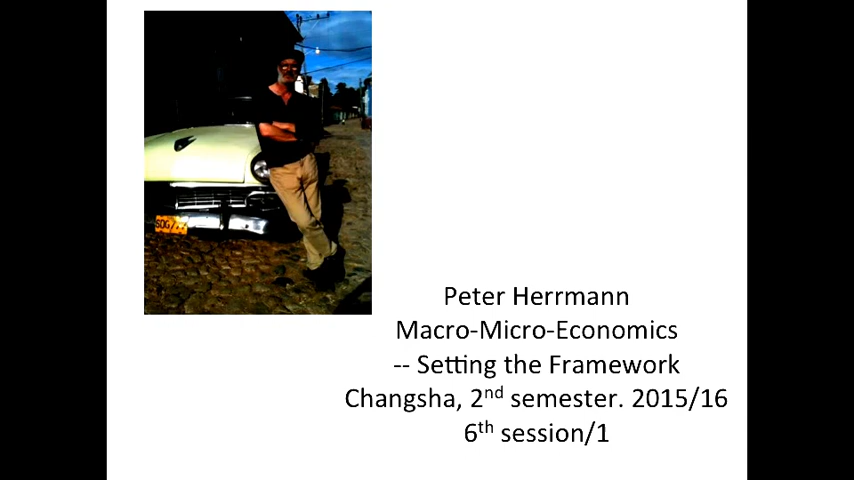 Peter Herrmann
Macro-Micro-Economics
-- Setting the Framework
Changsha, 2nd semester. 2015/16
6th session/1